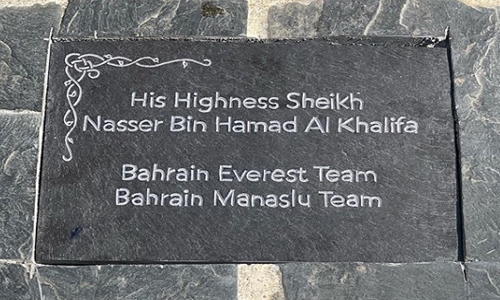 His Highness Sheikh
Nasser Bin Hamad Al Khalifa
Bahrain Everest Team
Bahrain Manaslu Team